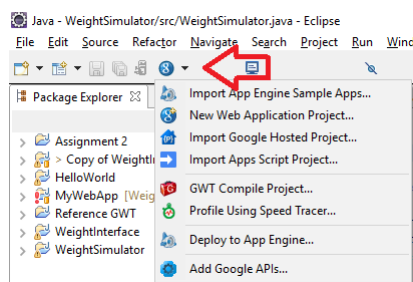 Java - WeightSimulator/src/WeightSimulator.java - Eclipse
File Edit Source Refactor Navigate Search Project Run
Package Explorer
Import App Engine Sample Apps...
New Web Application Project...
Import Google Hosted Project...
Import Apps Script Project...
GWT Compile Project...
Profile Using Speed Tracer...
Deploy to App Engine...
Add Google APIs...
Assignment 2
> Copy of
HelloWorld
MyWebApp
Reference GWT
WeightInterface
WeightSimulator